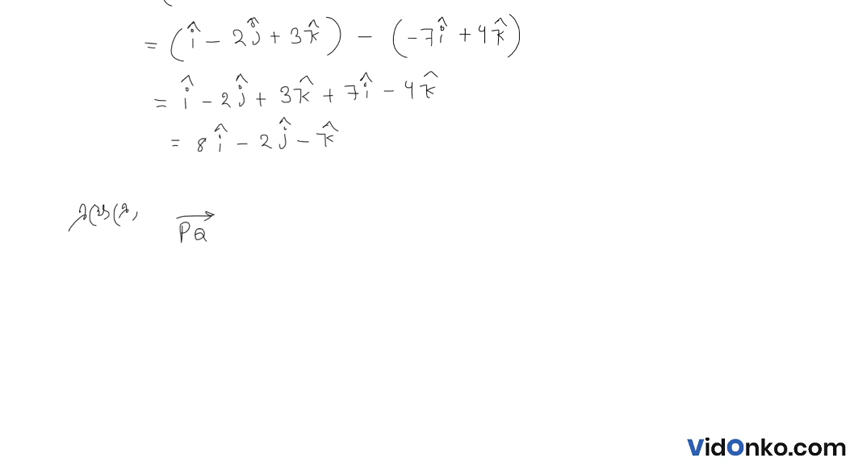 = (î - 2ĵ + 3k̂) - (-7î + 4k̂)
= î - 2ĵ + 3k̂ + 7î - 4k̂
= 8î - 2ĵ - k̂
PQ⃗
VidOnko.com